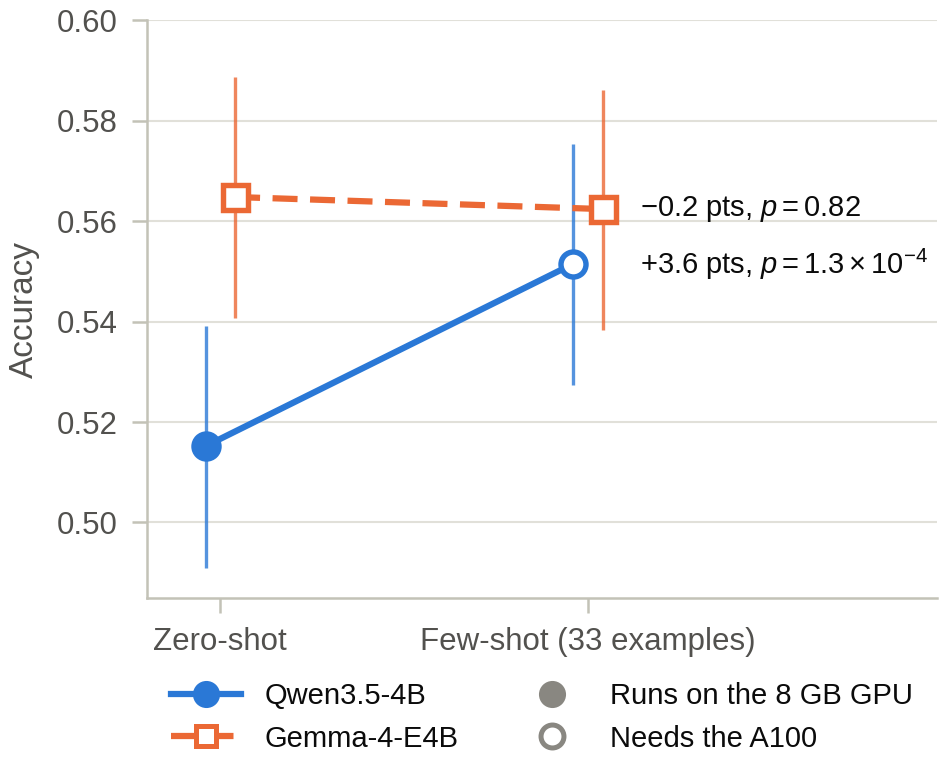 0.60
0.58
0.56
0.54
0.52
0.50
Accuracy
−0.2 pts, p = 0.82
+3.6 pts, p = 1.3 × 10⁻⁴
Zero-shot
Few-shot (33 examples)
Qwen3.5-4B
Gemma-4-E4B
Runs on the 8 GB GPU
Needs the A100